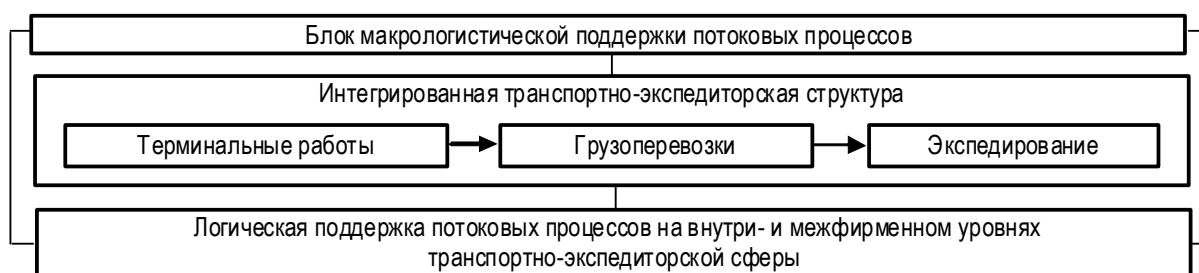 Блок макрологистической поддержки потоковых процессов
Интегрированная транспортно-экспедиторская структура
Терминальные работы
Грузоперевозки
Экспедирование
Логическая поддержка потоковых процессов на внутри- и межфирменном уровнях
транспортно-экспедиторской сферы